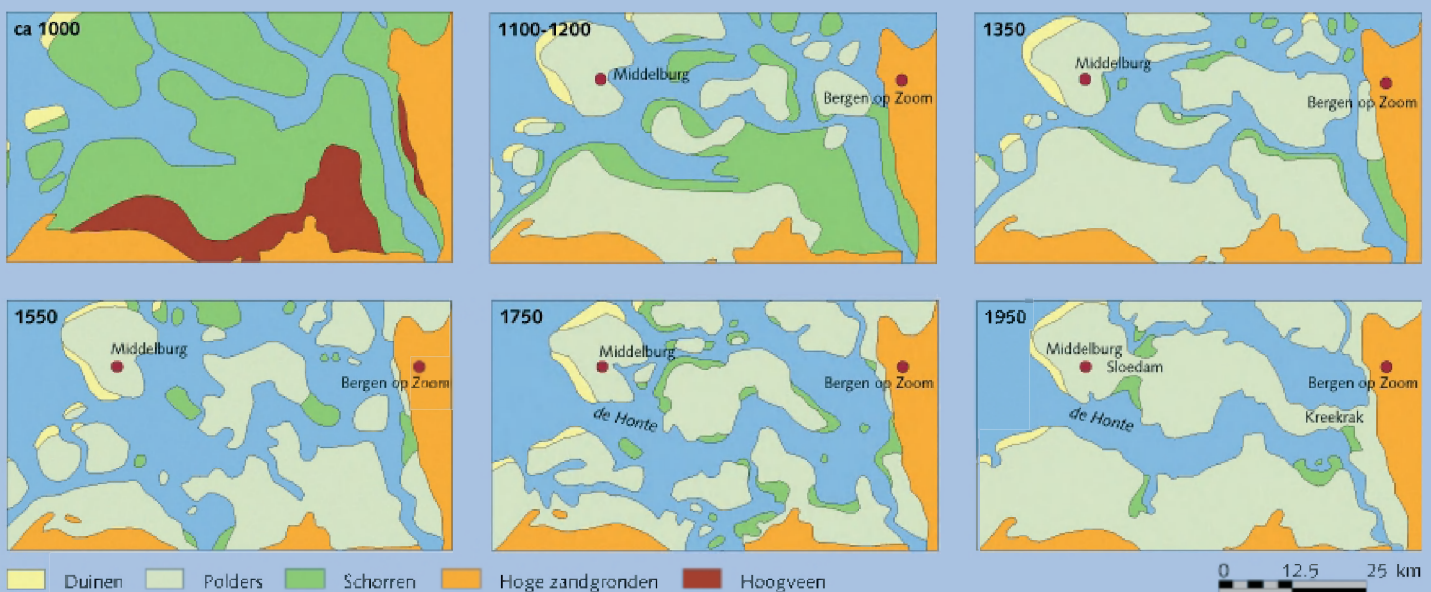 ca 1000
1100-1200
Middelburg
Bergen op Zoom
1350
Middelburg
Bergen op Zoom
1550
Middelburg
Bergen op Zoom
1750
Middelburg
Bergen op Zoom
de Honte
1950
Middelburg
Sloedam
Bergen op Zoom
de Honte
Kreekrak
Duinen Polders Schorren Hoge zandgronden Hoogveen
0 12.5 25 km